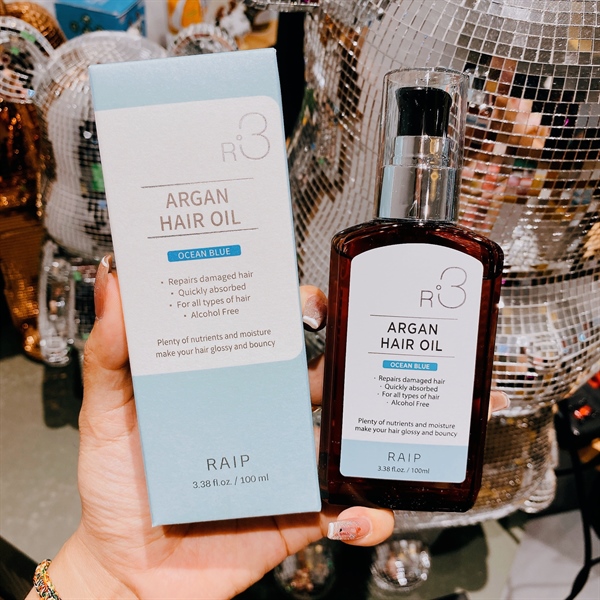 R3
ARGAN
HAIR OIL
OCEAN BLUE
• Repairs damaged hair
• Quickly absorbed
• For all types of hair
• Alcohol Free
Plenty of nutrients and moisture
make your hair glossy and bouncy
RAIP
3.38 fl.oz. / 100 ml
R3
ARGAN
HAIR OIL
OCEAN BLUE
• Repairs damaged hair
• Quickly absorbed
• For all types of hair
• Alcohol Free
Plenty of nutrients and moisture
make your hair glossy and bouncy
RAIP
3.38 fl.oz. / 100ml